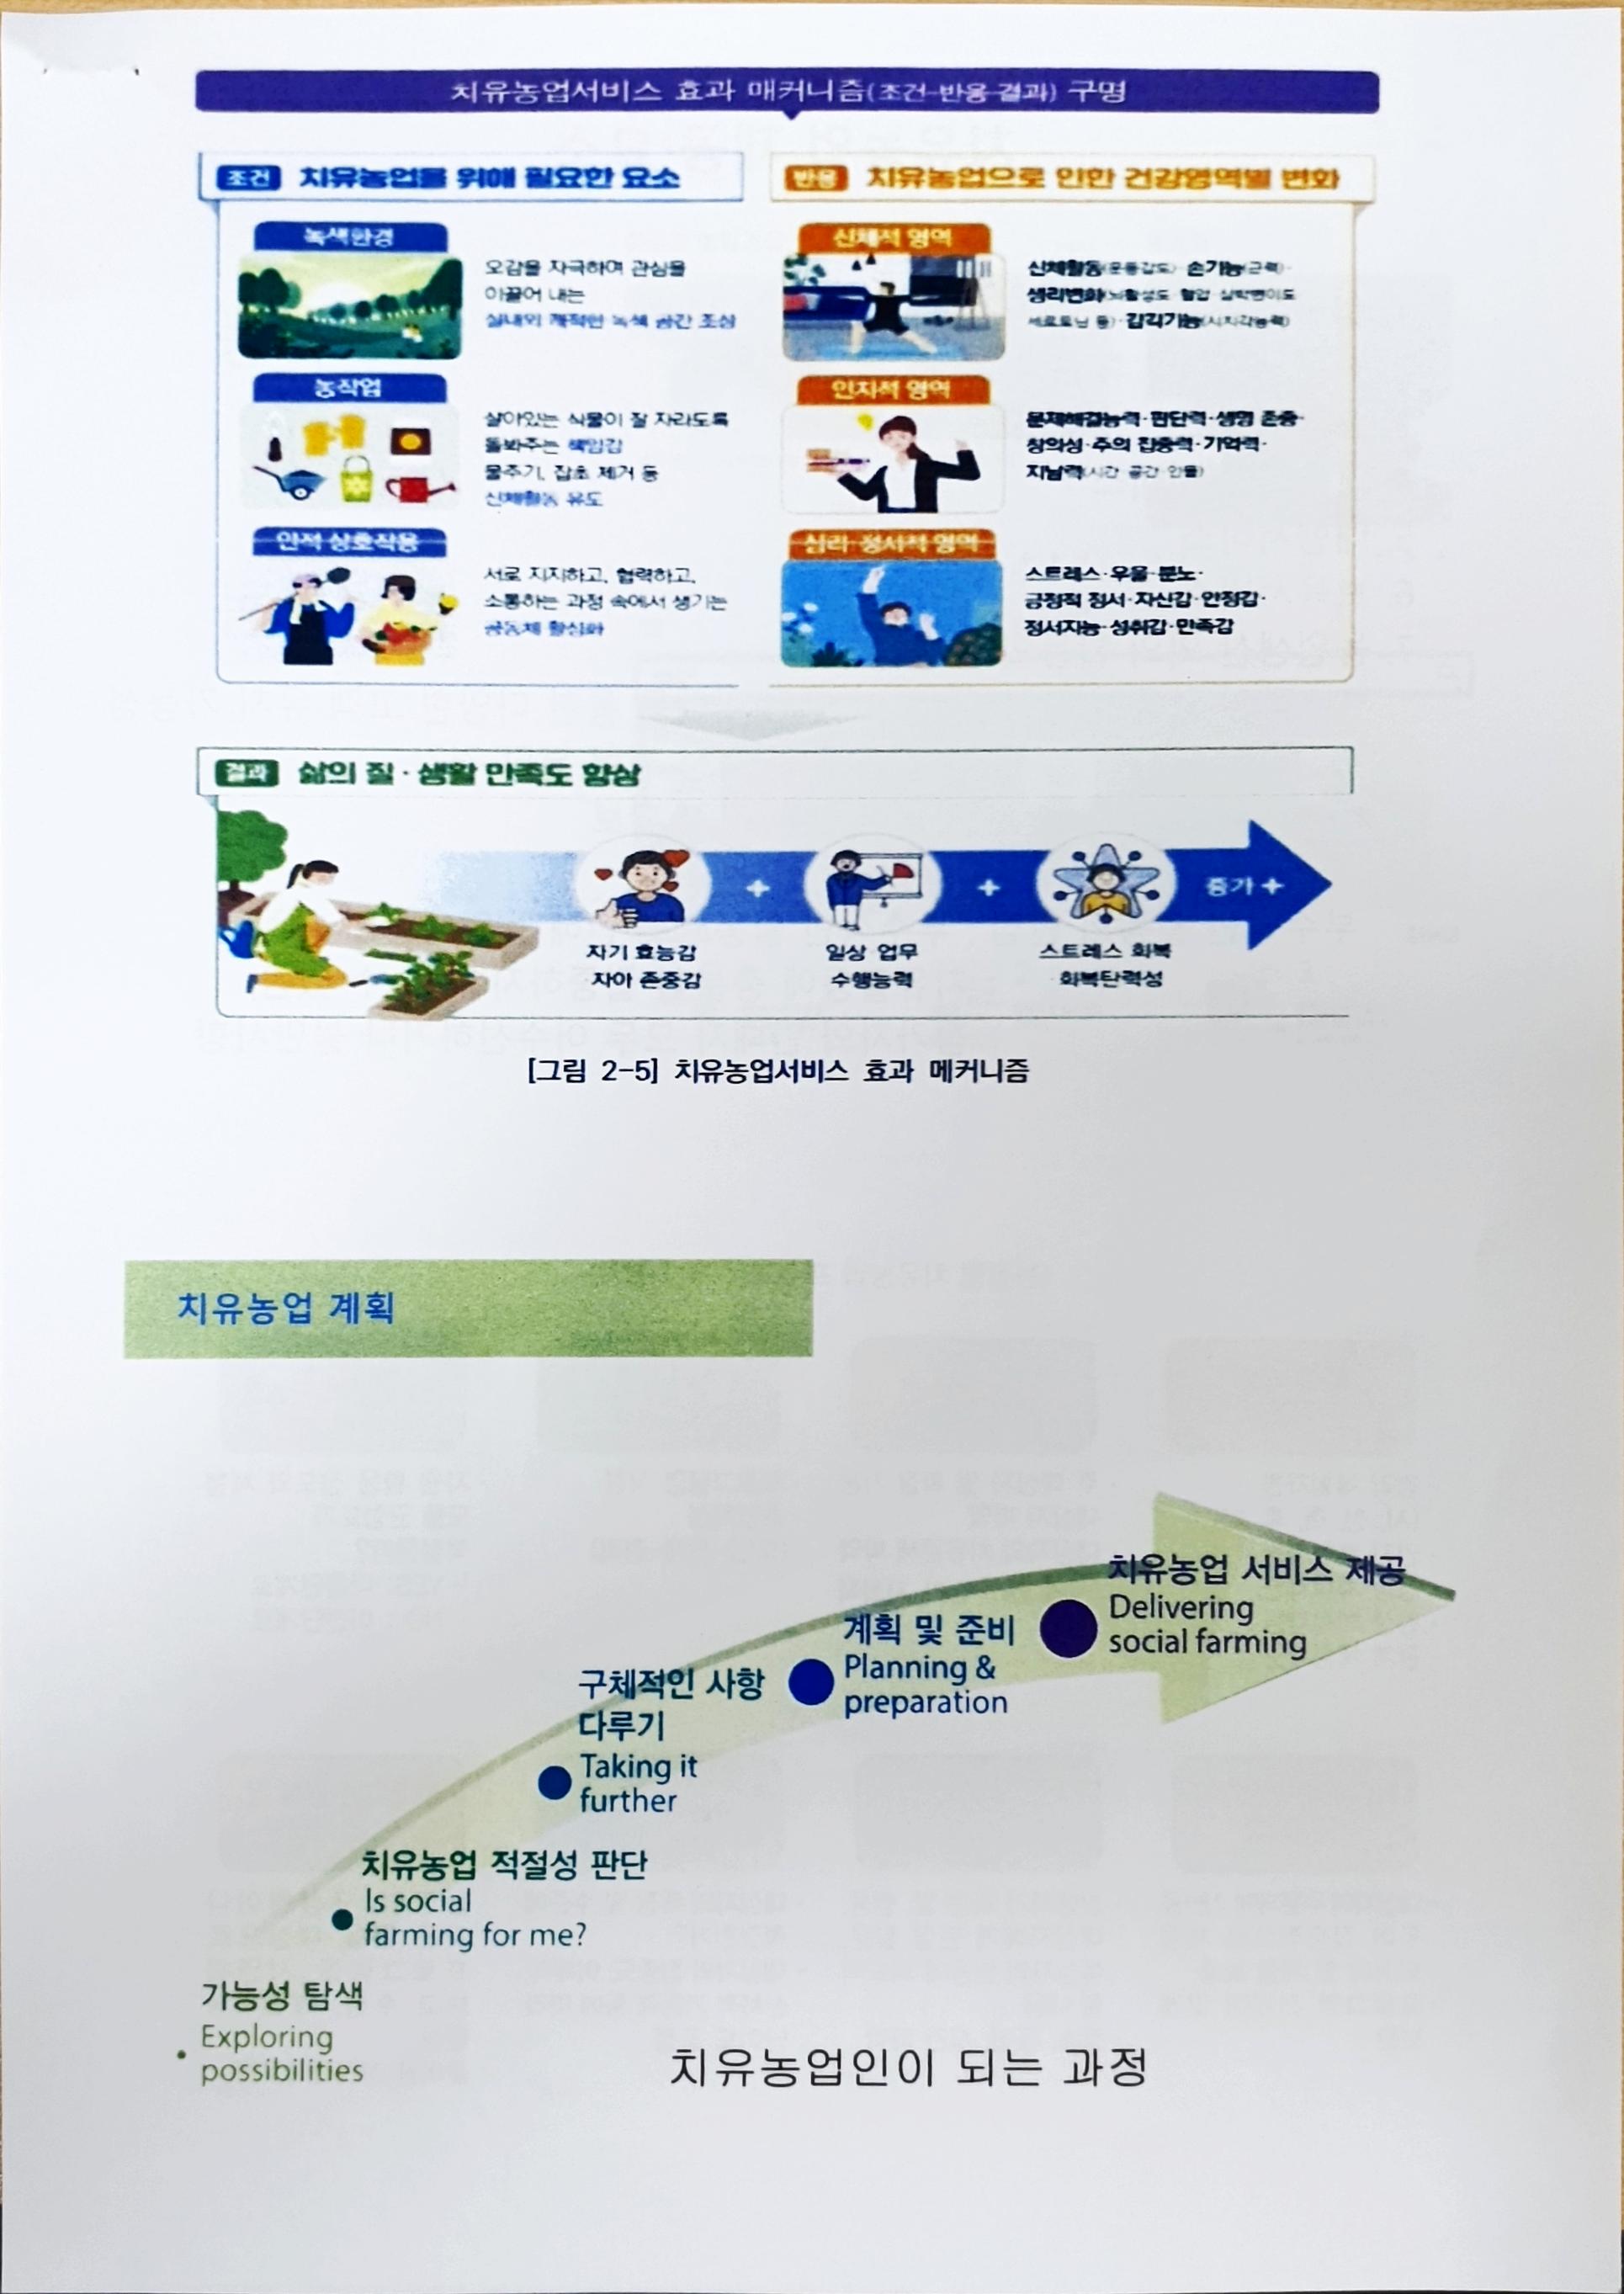 치유농업서비스 효과 매커니즘(조건-반응-결과) 구명
조건 치유농업을 위해 필요한 요소
녹색환경
오감을 자극하며 관심을
이끌어 내는
실내외 쾌적한 녹색 공간 조성
농작업
살아있는 식물이 잘 자라도록
돌봐주는 책임감
물주기, 잡초 제거 등
신체활동 유도
인적 상호작용
서로 지지하고, 협력하고,
소통하는 과정 속에서 생기는
공동체 활성화
반응 치유농업으로 인한 건강영역별 변화
신체적 영역
신체활동(운동강도)· 손기능(근력)·
생리변화(뇌활성도 혈압 심박변이도
세로토닌 등)· 감각기능(시지각능력)
인지적 영역
문제해결능력·판단력·생명 존중·
창의성·주의 집중력·기억력·
지남력(시간 공간 인물)
심리·정서적 영역
스트레스·우울·분노·
긍정적 정서·자신감·안정감·
정서지능·성취감·만족감
결과 삶의 질·생활 만족도 향상
자기 효능감
자아 존중감
일상 업무
수행능력
스트레스 회복
회복탄력성
증가 +
[그림 2-5] 치유농업서비스 효과 메커니즘
치유농업 계획
치유농업 서비스 제공
Delivering
social farming
계획 및 준비
Planning &
preparation
구체적인 사항
다루기
Taking it
further
치유농업 적절성 판단
Is social
farming for me?
가능성 탐색
Exploring
possibilities
치유농업인이 되는 과정